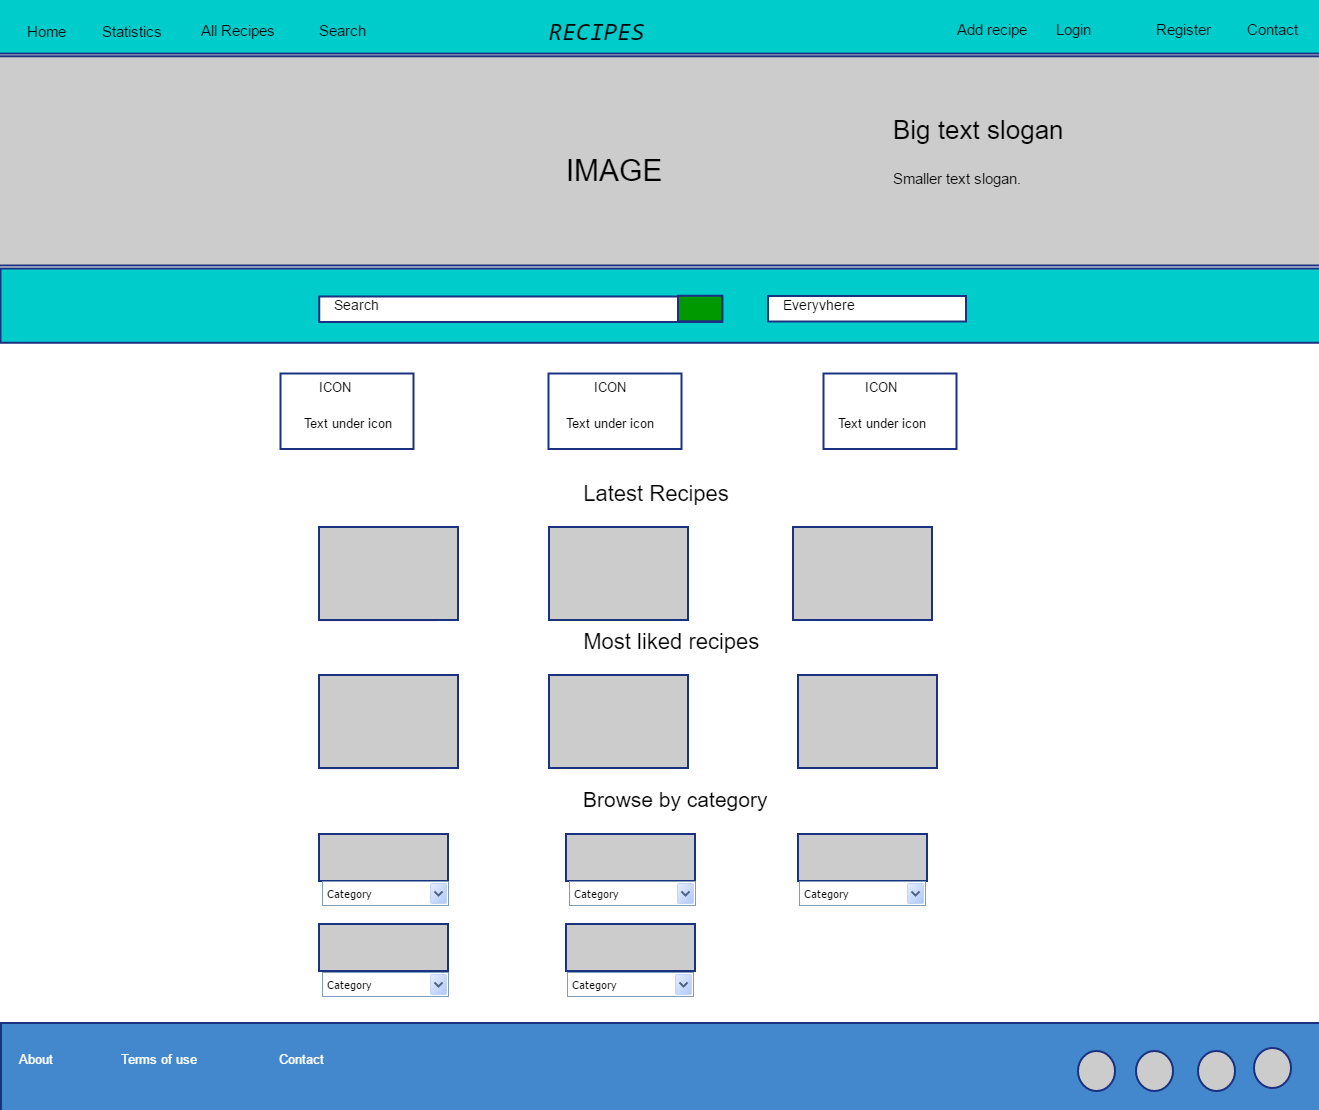 Home Statistics All Recipes Search RECIPES Add recipe Login Register Contact
IMAGE
Big text slogan
Smaller text slogan.
Search Everyvhere
ICON ICON ICON
Text under icon Text under icon Text under icon
Latest Recipes
Most liked recipes
Browse by category
Category Category Category
Category Category
About Terms of use Contact